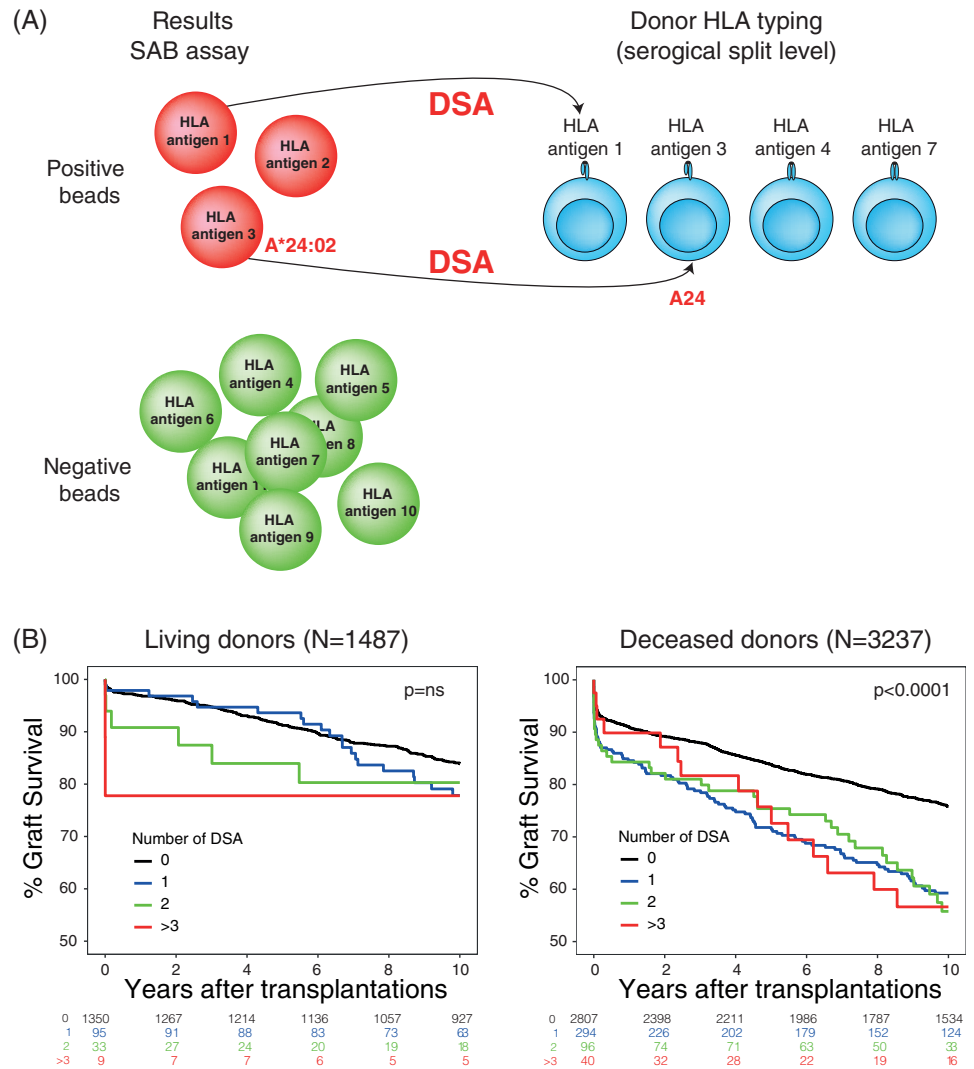 (A)
Results
SAB assay
Donor HLA typing
(serogical split level)
Positive
beads
HLA
antigen 1
HLA
antigen 2
HLA
antigen 3
A*24:02
DSA
DSA
HLA
antigen 1
HLA
antigen 3
HLA
antigen 4
HLA
antigen 7
A24
Negative
beads
HLA
antigen 4
HLA
antigen 5
HLA
antigen 6
HLA
antigen 7
HLA
antigen 9
HLA
antigen 10
HLA
antigen
8
(B)
Living donors (N=1487)
% Graft Survival
100
90
80
70
60
50
p=ns
Number of DSA
0
1
2
>3
0 2 4 6 8 10
Years after transplantations
0 1350 1267 1214 1136 1057 927
1 95 91 88 83 73 63
2 33 27 24 20 19 18
>3 9 7 7 6 5 5
Deceased donors (N=3237)
% Graft Survival
100
90
80
70
60
50
p<0.0001
Number of DSA
0
1
2
>3
0 2 4 6 8 10
Years after transplantations
0 2807 2398 2211 1986 1787 1534
1 294 226 202 179 152 124
2 96 74 71 63 50 33
>3 40 32 28 22 19 16